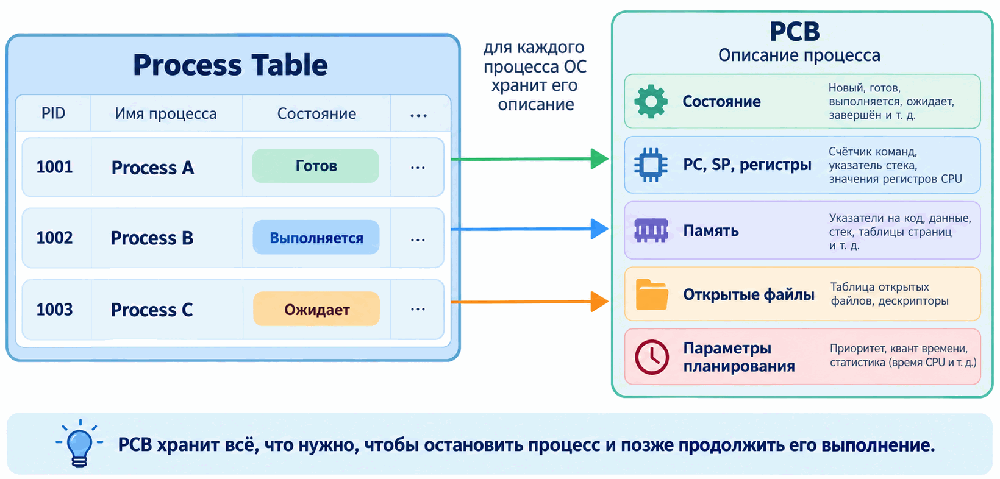 Process Table
PID
Имя процесса
Состояние
...
1001
Process A
Готов
...
1002
Process B
Выполняется
...
1003
Process C
Ожидает
...
для каждого
процесса ОС
хранит его
описание
PCB
Описание процесса
Состояние
Новый, готов,
выполняется, ожидает,
завершён и т. д.
PC, SP, регистры
Счётчик команд,
указатель стека,
значения регистров CPU
Память
Указатели на код, данные,
стек, таблицы страниц
и т. д.
Открытые файлы
Таблица открытых
файлов, дескрипторы
Параметры
планирования
Приоритет, квант времени,
статистика (время CPU и т. д.)
PCB хранит всё, что нужно, чтобы остановить процесс и позже продолжить его выполнение.